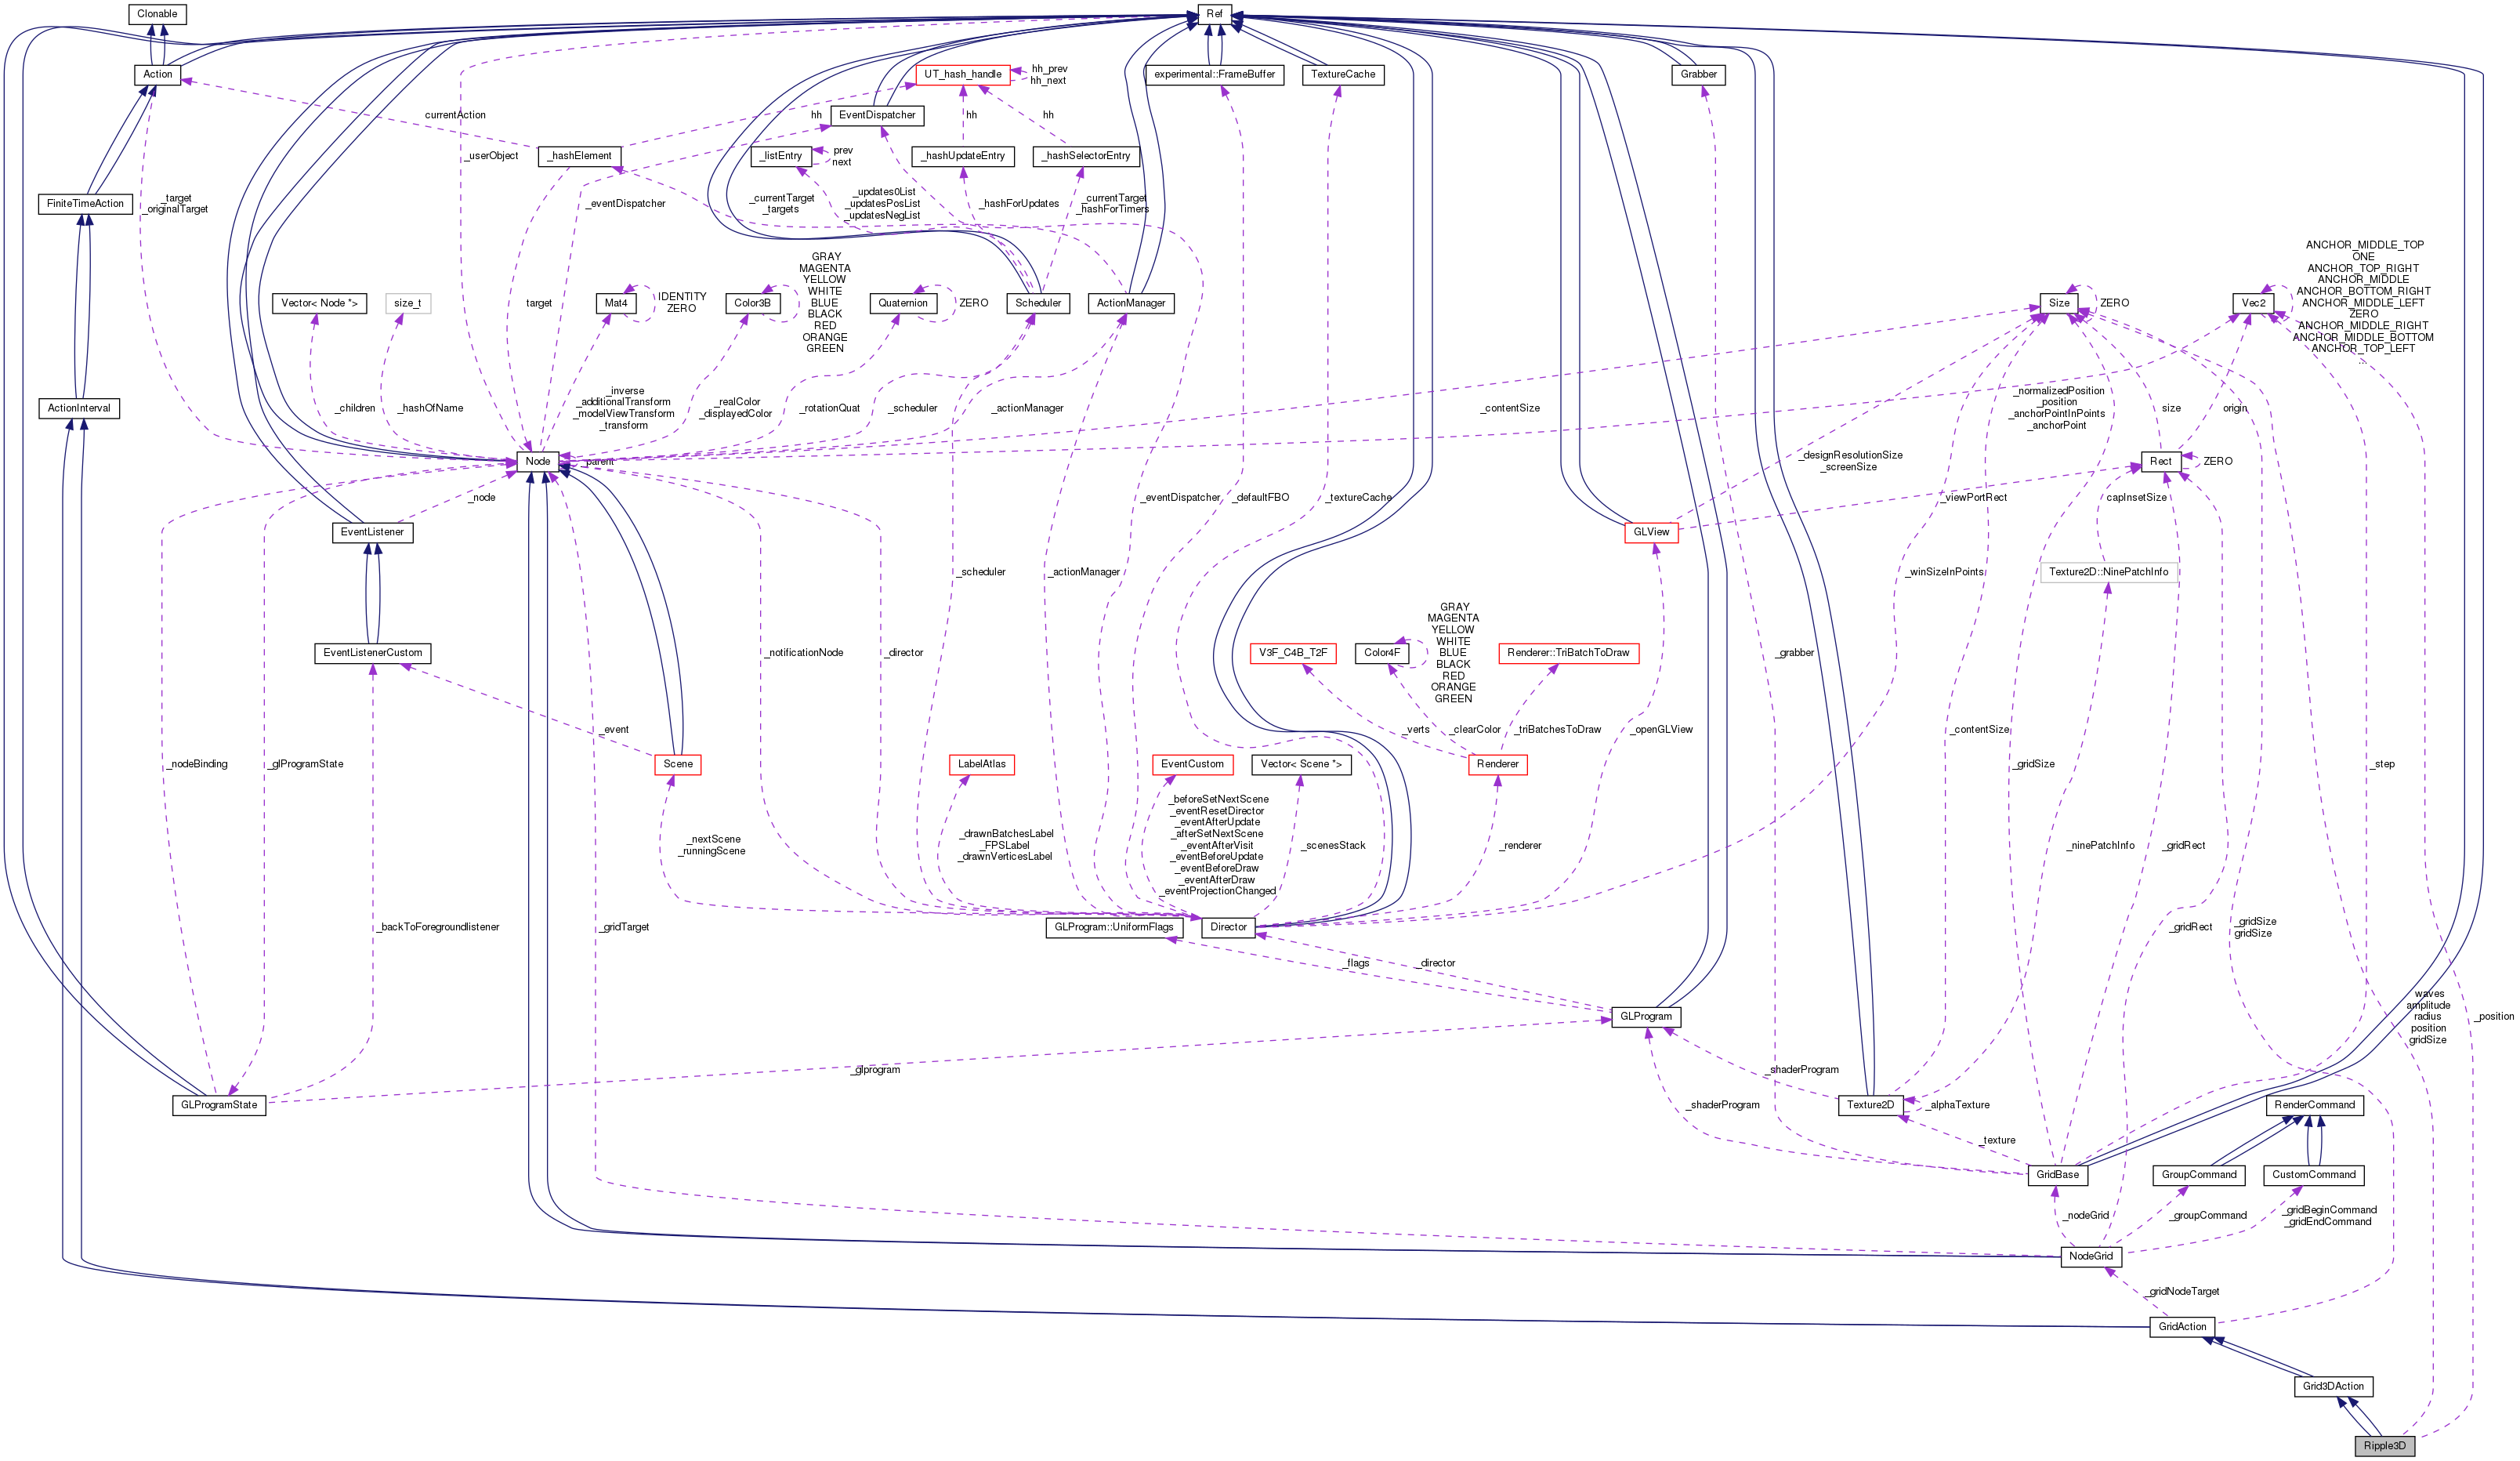 Clonable
Ref
Action
UT_hash_handle
hh_prev
hh_next
experimental::FrameBuffer
TextureCache
Grabber
currentAction
hh
EventDispatcher
hh
hh
_userObject
_hashElement
_listEntry
prev
next
_hashUpdateEntry
_hashSelectorEntry
FiniteTimeAction
_target
_originalTarget
_eventDispatcher
_currentTarget
_targets
_updates0List
_updatesPosList
_updatesNegList
_hashForUpdates
_currentTarget
_hashForTimers
GRAY
MAGENTA
YELLOW
WHITE
BLUE
BLACK
RED
ORANGE
GREEN
ANCHOR_MIDDLE_TOP
ONE
ANCHOR_TOP_RIGHT
ANCHOR_MIDDLE
ANCHOR_BOTTOM_RIGHT
ANCHOR_MIDDLE_LEFT
ZERO
ANCHOR_MIDDLE_RIGHT
ANCHOR_MIDDLE_BOTTOM
ANCHOR_TOP_LEFT
...
Vector< Node *>
size_t
target
Mat4
IDENTITY
ZERO
Color3B
Quaternion
ZERO
Scheduler
ActionManager
Size
ZERO
Vec2
ActionInterval
_children
_hashOfName
_inverse
_additionalTransform
_modelViewTransform
_transform
_realColor
_displayedColor
_rotationQuat
_scheduler
_actionManager
_contentSize
_normalizedPosition
_position
_anchorPointInPoints
_anchorPoint
size
origin
Node
_parent
_designResolutionSize
_screenSize
Rect
ZERO
_node
_eventDispatcher
_defaultFBO
_textureCache
_viewPortRect
capInsetSize
EventListener
GLView
_scheduler
_actionManager
_winSizeInPoints
Texture2D::NinePatchInfo
GRAY
MAGENTA
YELLOW
WHITE
BLUE
BLACK
RED
ORANGE
GREEN
EventListenerCustom
_notificationNode
_director
V3F_C4B_T2F
Color4F
Renderer::TriBatchToDraw
_grabber
_event
_verts
_clearColor
_triBatchesToDraw
_openGLView
_contentSize
_nodeBinding
_glProgramState
Scene
LabelAtlas
EventCustom
Vector< Scene *>
Renderer
_gridSize
_step
_nextScene
_runningScene
_drawnBatchesLabel
_FPSLabel
_drawnVerticesLabel
_beforeSetNextScene
_eventResetDirector
_eventAfterUpdate
_afterSetNextScene
_eventAfterVisit
_eventBeforeUpdate
_eventBeforeDraw
_eventAfterDraw
_eventProjectionChanged
_scenesStack
_renderer
_ninePatchInfo
_gridRect
_backToForegroundlistener
_gridTarget
GLProgram::UniformFlags
Director
_gridRect
_gridSize
gridSize
_flags
_director
waves
amplitude
radius
position
gridSize
_position
GLProgram
_glprogram
_shaderProgram
GLProgramState
_shaderProgram
Texture2D
_alphaTexture
RenderCommand
_texture
GridBase
GroupCommand
CustomCommand
_nodeGrid
_groupCommand
_gridBeginCommand
_gridEndCommand
NodeGrid
_gridNodeTarget
GridAction
Grid3DAction
Ripple3D